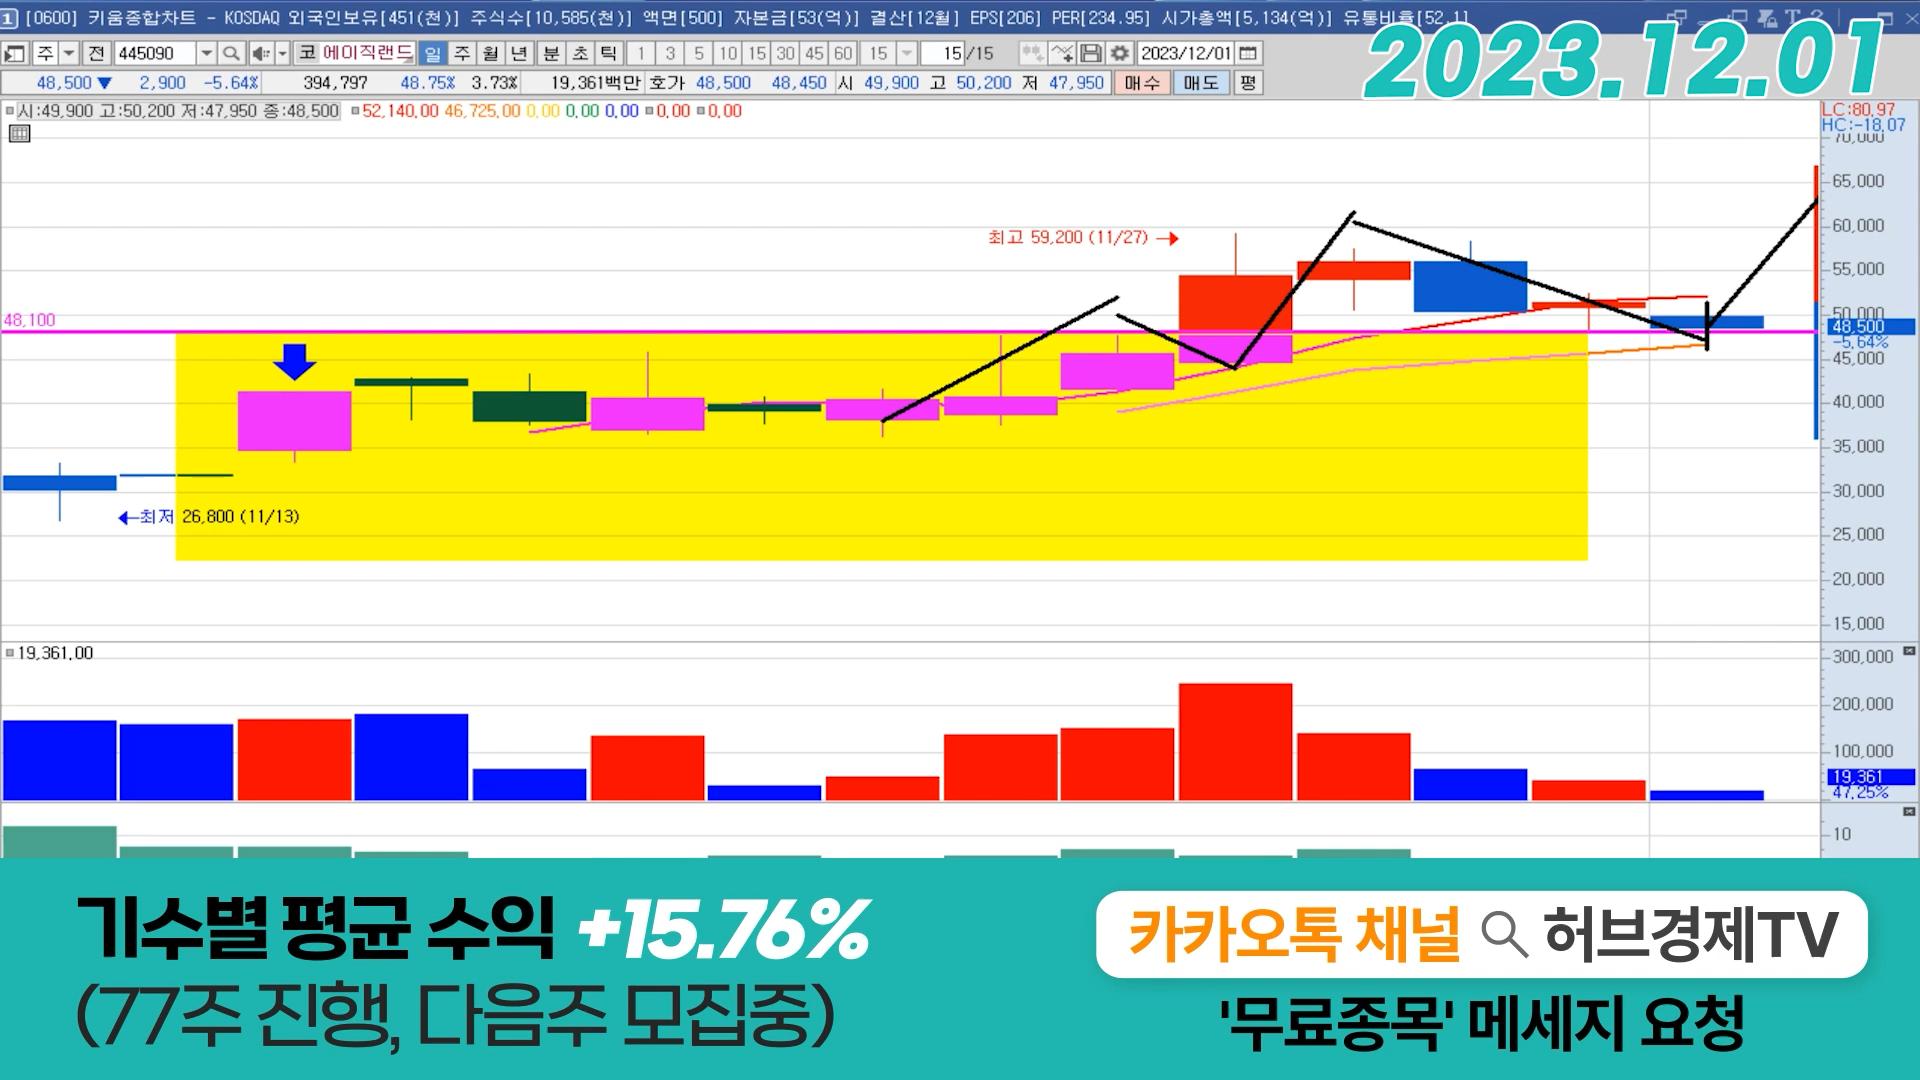 1 [0600] 키움종합차트 - KOSDAQ 외국인보유[451(천)] 주식수[10,585(천)] 액면[500] 자본금[53(억)] 결산[12월] EPS[206] PER[234.95] 시가총액[5,134(억)] 유통비율[52.1]
2023.12.01
주 전 445090 코 에이직랜드 일 주 월 년 분 초 틱 1 3 5 10 15 30 45 60 15 15 /15 2023/12/01
48,500 ▼ 2,900 -5.64% 394,797 48.75% 3.73% 19,361백만 호가 48,500 48,450 시 49,900 고 50,200 저 47,950 매수 매도 평
시:49,900 고:50,200 저:47,950 종:48,500 52,140.00 46,725.00 0.00 0.00 0.00 0.00 0.00
LC:80.97
HC:-18.07
70,000
65,000
60,000
최고 59,200 (11/27)
55,000
50,000
48,100
48,500
-5.64%
45,000
40,000
35,000
30,000
최저 26,800 (11/13)
25,000
20,000
15,000
19,361.00
300,000
200,000
100,000
19,361
47.25%
10
기수별 평균 수익 +15.76%
(77주 진행, 다음주 모집중)
카카오톡 채널 허브경제TV
'무료종목' 메세지 요청